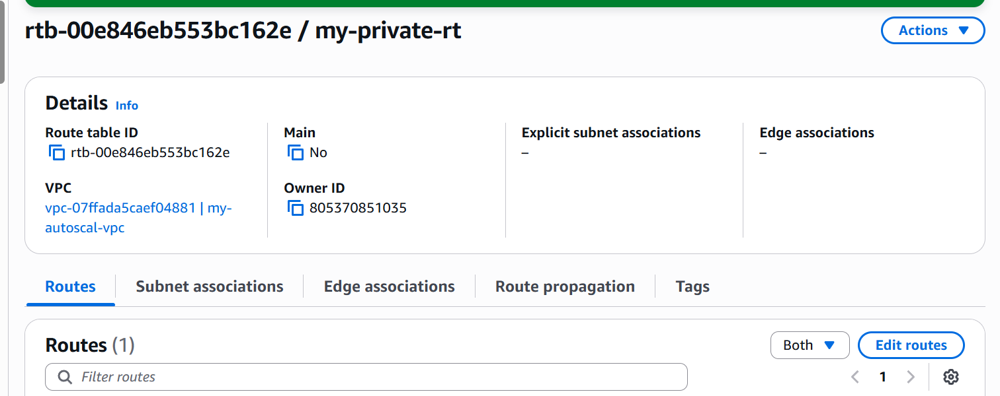 rtb-00e846eb553bc162e / my-private-rt
Actions
Details Info
Route table ID
rtb-00e846eb553bc162e
VPC
vpc-07ffada5caef04881 | my-
autoscal-vpc
Main
No
Owner ID
805370851035
Explicit subnet associations
–
Edge associations
–
Routes
Subnet associations
Edge associations
Route propagation
Tags
Routes (1)
Both
Edit routes
Filter routes
1